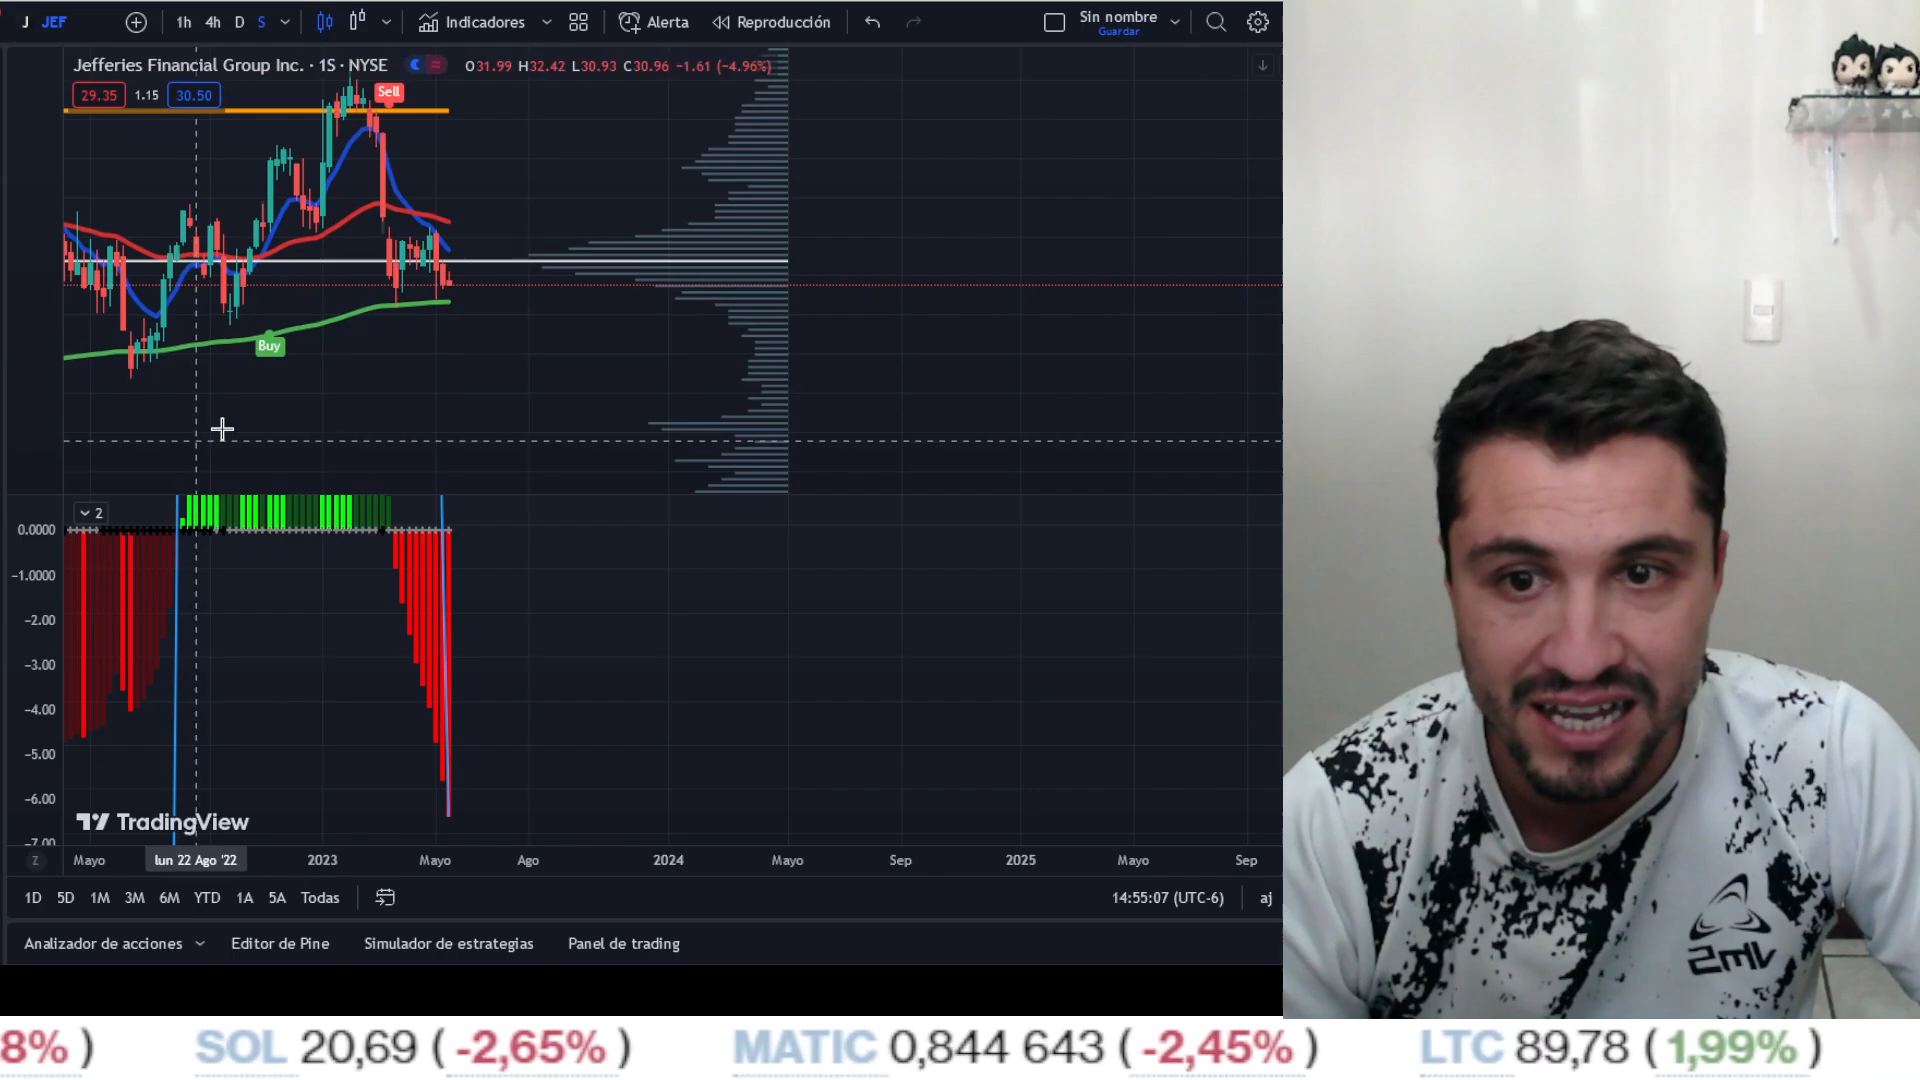 J JEF 1h 4h D S Indicadores Alerta Reproducción Sin nombre
Guardar
Jefferies Financial Group Inc. · 1S · NYSE O31.99 H32.42 L30.93 C30.96 −1.61 (−4.96%)
29.35 1.15 30.50
Sell
Buy
2
0.0000
−1.0000
−2.00
−3.00
−4.00
−5.00
−6.00
−7.00
TradingView
Z Mayo lun 22 Ago '22 2023 Mayo Ago 2024 Mayo Sep 2025 Mayo Sep
1D 5D 1M 3M 6M YTD 1A 5A Todas 14:55:07 (UTC-6) aj
Analizador de acciones Editor de Pine Simulador de estrategias Panel de trading
8% ) SOL 20,69 ( -2,65% ) MATIC 0,844 643 ( -2,45% ) LTC 89,78 ( 1,99% )